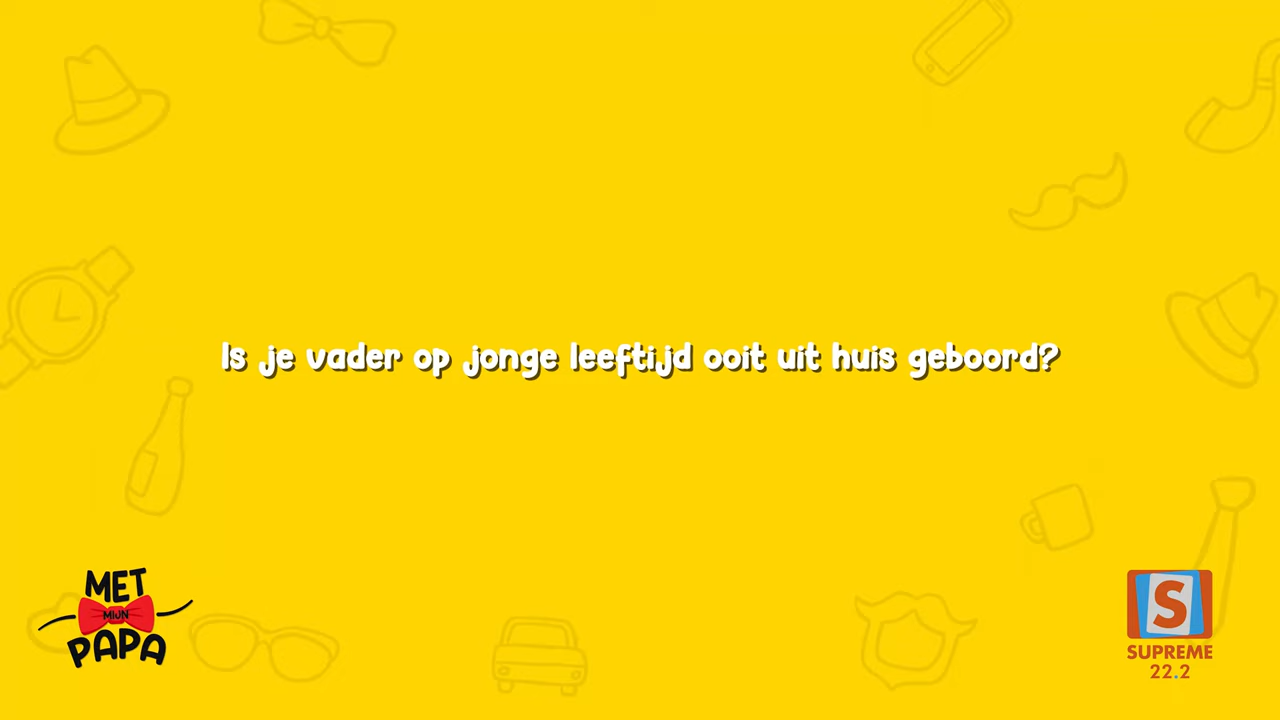 Is je vader op jonge leeftijd ooit uit huis geboord?
MET
MIJN
PAPA
S
SUPREME
22.2